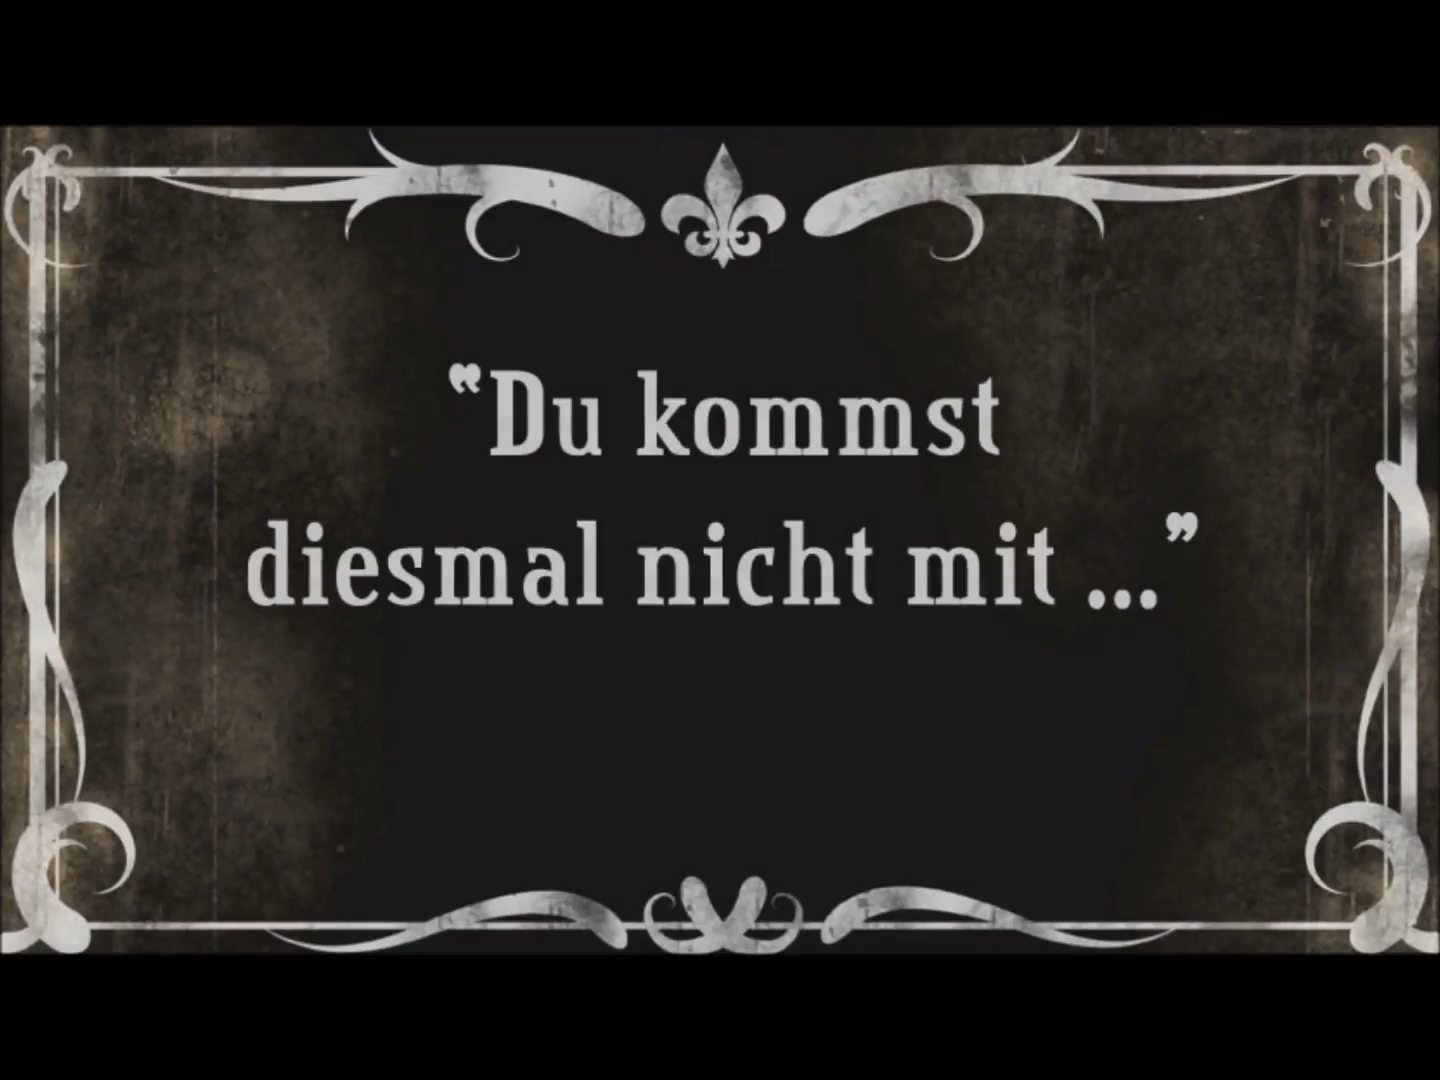 “Du kommst
diesmal nicht mit ...”